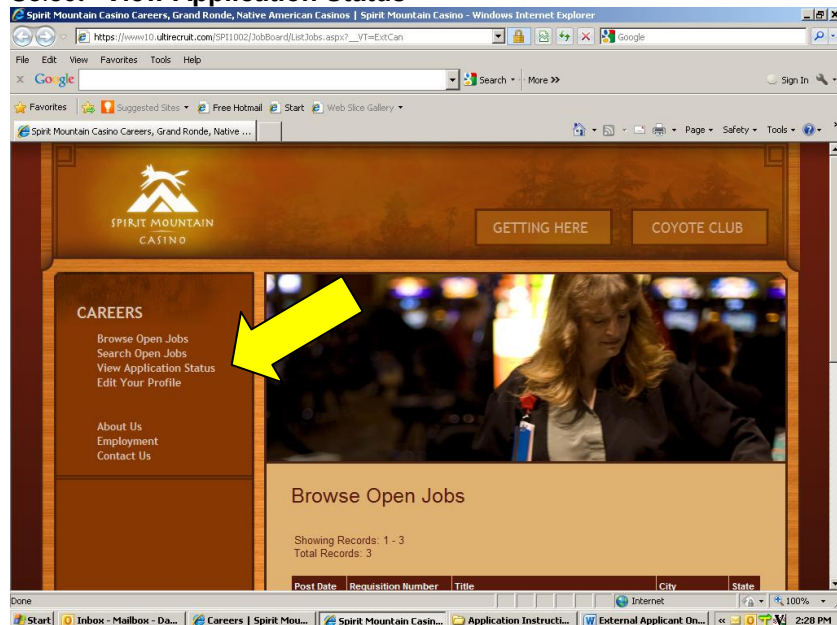 Select "View Application Status"
Spirit Mountain Casino Careers, Grand Ronde, Native American Casinos | Spirit Mountain Casino - Windows Internet Explorer
https://www10.ultirecruit.com/SPI1002/JobBoard/ListJobs.aspx?__VT=ExtCan
Google
File Edit View Favorites Tools Help
Google Search More >> Sign In
Favorites Suggested Sites Free Hotmail Start Web Slice Gallery
Spirit Mountain Casino Careers, Grand Ronde, Native ... Page Safety Tools
SPIRIT MOUNTAIN
CASINO
GETTING HERE
COYOTE CLUB
CAREERS
Browse Open Jobs
Search Open Jobs
View Application Status
Edit Your Profile
About Us
Employment
Contact Us
Browse Open Jobs
Showing Records: 1 - 3
Total Records: 3
Post Date Requisition Number Title City State
Done Internet 100%
Start Inbox - Mailbox - Da... Careers | Spirit Mou... Spirit Mountain Casin... Application Instructi... External Applicant On... « 2:28 PM